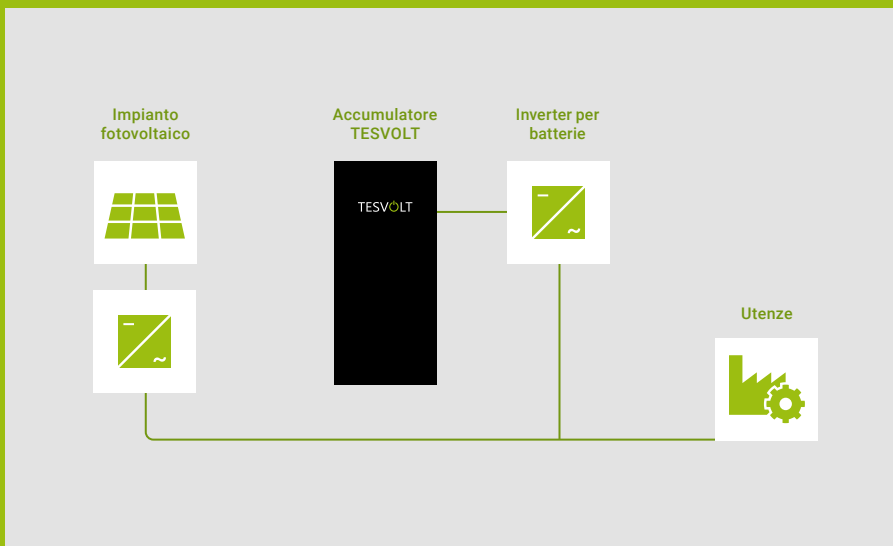 Impianto
fotovoltaico
Accumulatore
TESVOLT
Inverter per
batterie
TESVOLT
Utenze